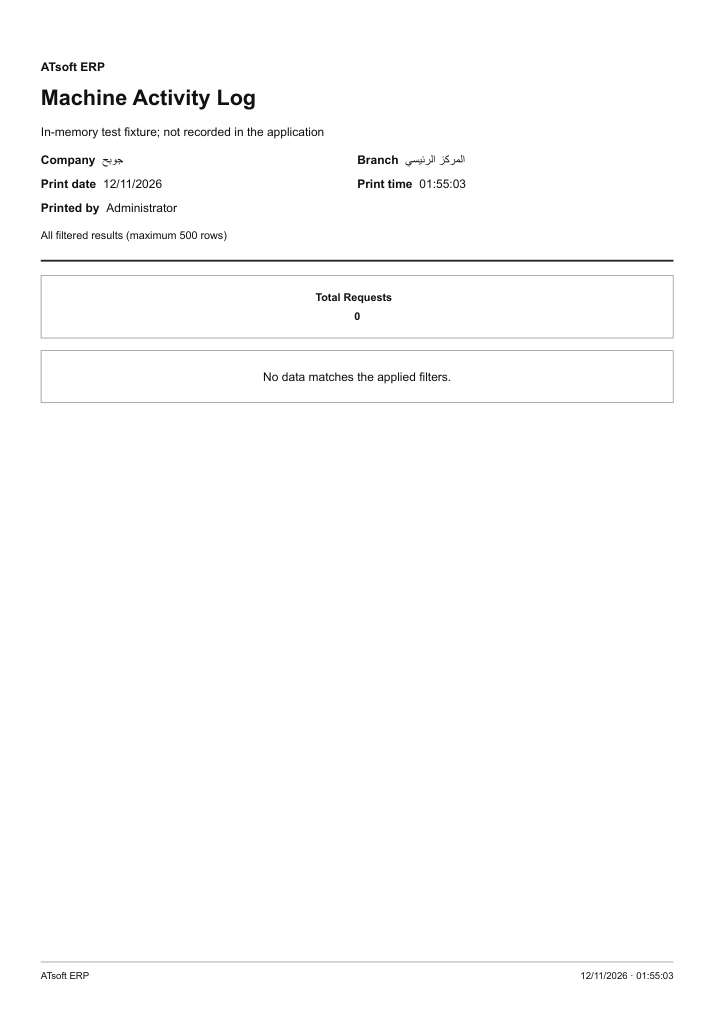 ATsoft ERP
Machine Activity Log
In-memory test fixture; not recorded in the application
Company جويح Branch المركز الرئيسي
Print date 12/11/2026 Print time 01:55:03
Printed by Administrator
All filtered results (maximum 500 rows)
Total Requests
0
No data matches the applied filters.
ATsoft ERP 12/11/2026 · 01:55:03